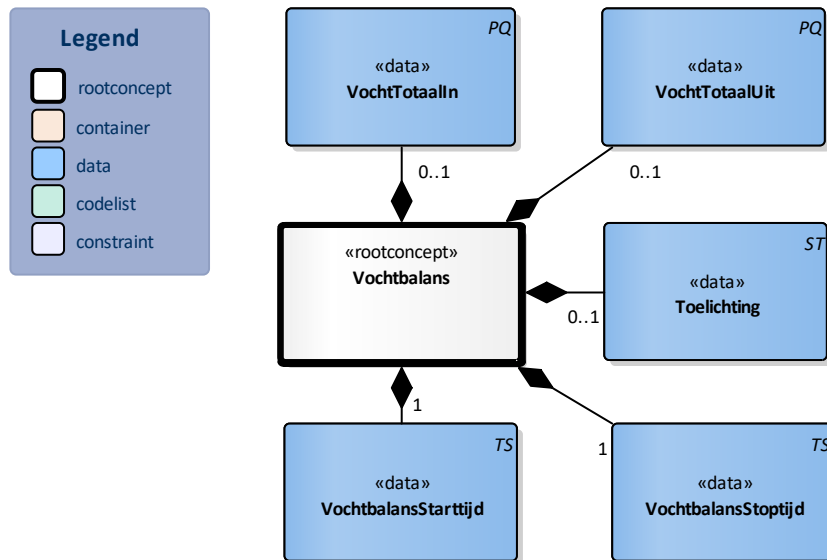 Legend
rootconcept
container
data
codelist
constraint
PQ
«data»
VochtTotaalIn
0..1
PQ
«data»
VochtTotaalUit
0..1
«rootconcept»
Vochtbalans
ST
«data»
Toelichting
0..1
1
TS
«data»
VochtbalansStarttijd
1
TS
«data»
VochtbalansStoptijd